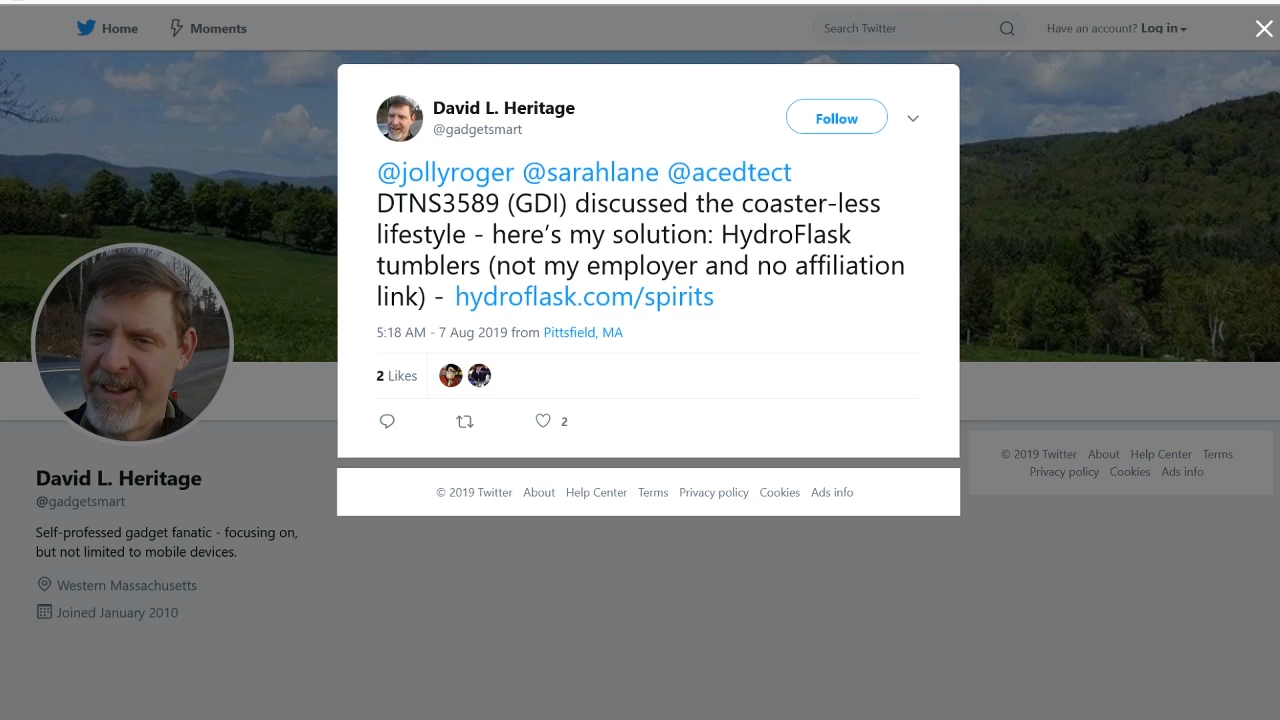 Home
Moments
Search Twitter
Have an account? Log in
David L. Heritage
@gadgetsmart
Follow
@jollyroger @sarahlane @acedtect
DTNS3589 (GDI) discussed the coaster-less
lifestyle - here’s my solution: HydroFlask
tumblers (not my employer and no affiliation
link) - hydroflask.com/spirits
5:18 AM - 7 Aug 2019 from Pittsfield, MA
2 Likes
2
© 2019 Twitter About Help Center Terms Privacy policy Cookies Ads info
David L. Heritage
@gadgetsmart
Self-professed gadget fanatic - focusing on,
but not limited to mobile devices.
Western Massachusetts
Joined January 2010
© 2019 Twitter About Help Center Terms
Privacy policy Cookies Ads info